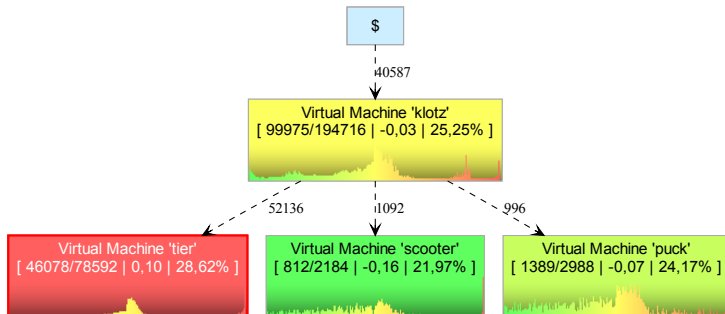 $
40587
Virtual Machine 'klotz'
[ 99975/194716 | -0,03 | 25,25% ]
52136
1092
996
Virtual Machine 'tier'
[ 46078/78592 | 0,10 | 28,62% ]
Virtual Machine 'scooter'
[ 812/2184 | -0,16 | 21,97% ]
Virtual Machine 'puck'
[ 1389/2988 | -0,07 | 24,17% ]